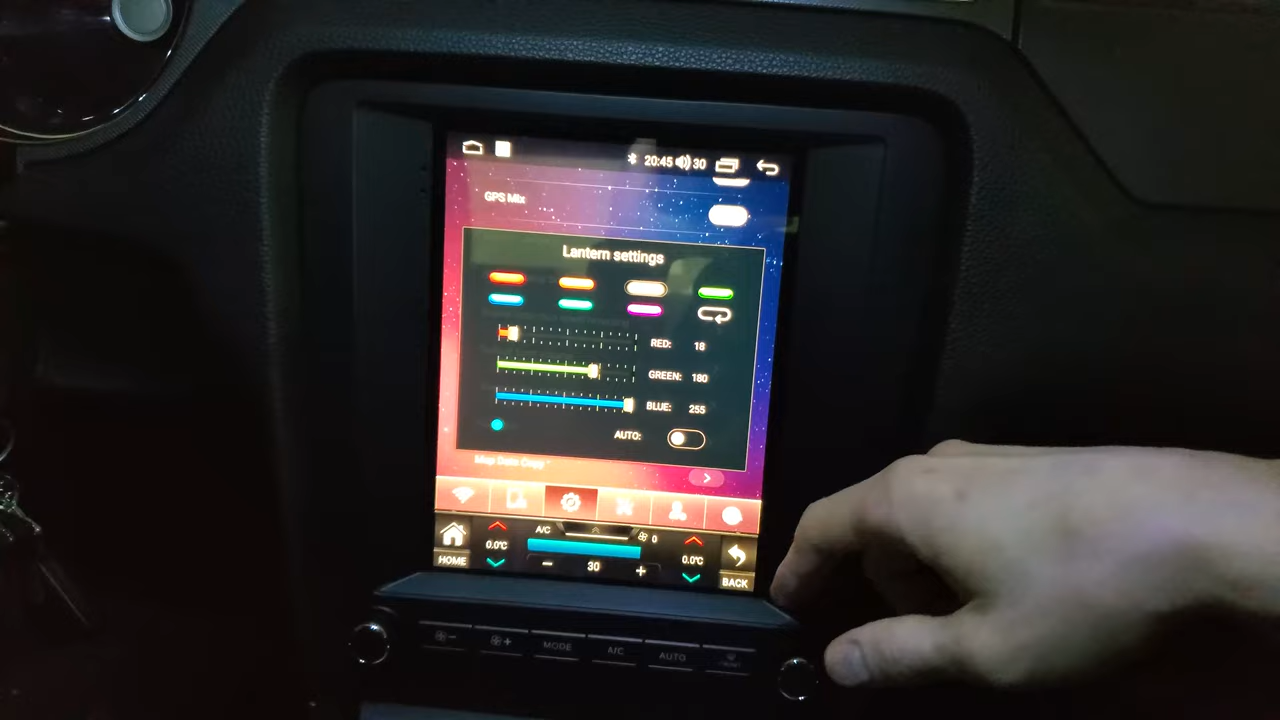 20:45 30
GPS Mix
Lantern settings
RED: 18
GREEN: 180
BLUE: 255
AUTO:
Map Data Copy
A/C 0
0.0°C 0.0°C
30
HOME BACK
MODE A/C AUTO